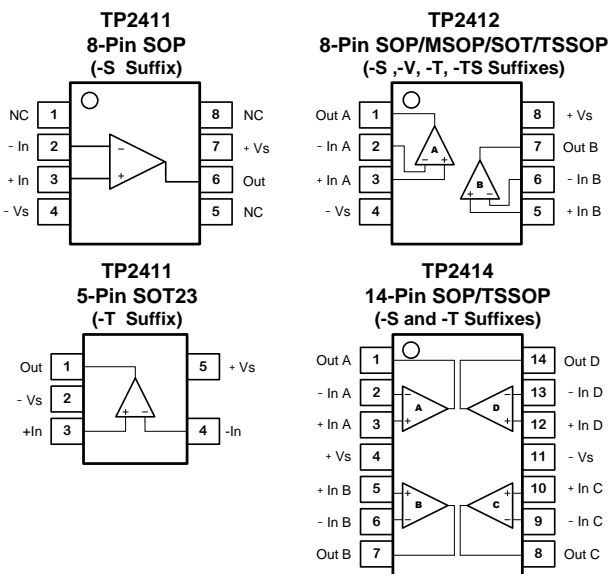 TP2411
8-Pin SOP
(-S Suffix)
NC 1 8 NC
- In 2 7 + Vs
+ In 3 6 Out
- Vs 4 5 NC
− +
TP2412
8-Pin SOP/MSOP/SOT/TSSOP
(-S ,-V, -T, -TS Suffixes)
Out A 1 8 + Vs
- In A 2 7 Out B
+ In A 3 6 - In B
- Vs 4 5 + In B
A − +
B + −
TP2411
5-Pin SOT23
(-T Suffix)
Out 1 5 + Vs
- Vs 2
+In 3 4 -In
+ −
TP2414
14-Pin SOP/TSSOP
(-S and -T Suffixes)
Out A 1 14 Out D
- In A 2 13 - In D
+ In A 3 12 + In D
+ Vs 4 11 - Vs
+ In B 5 10 + In C
- In B 6 9 - In C
Out B 7 8 Out C
− + A D − +
+ − B C + −